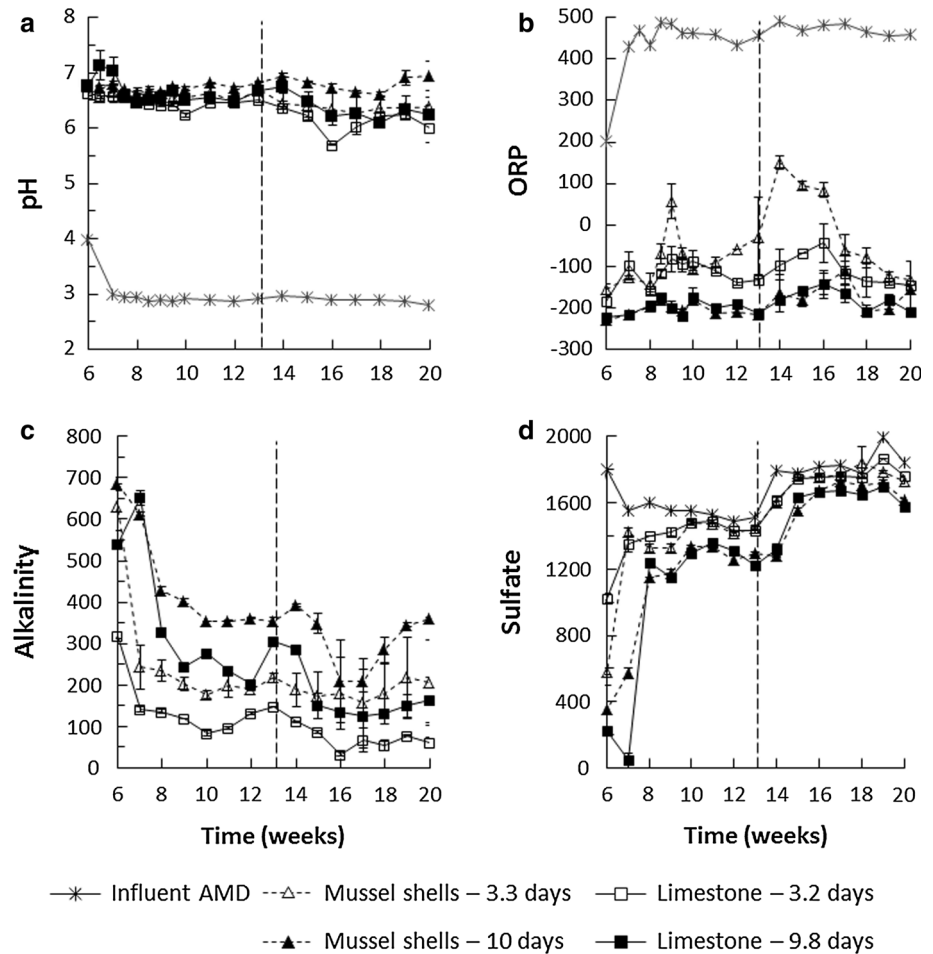 a
8
7
6
5
4
3
2
pH
6 8 10 12 14 16 18 20
b
500
400
300
200
100
0
-100
-200
-300
ORP
6 8 10 12 14 16 18 20
c
800
700
600
500
400
300
200
100
0
Alkalinity
6 8 10 12 14 16 18 20
Time (weeks)
d
2000
1600
1200
800
400
0
Sulfate
6 8 10 12 14 16 18 20
Time (weeks)
Influent AMD
Mussel shells – 3.3 days
Limestone – 3.2 days
Mussel shells – 10 days
Limestone – 9.8 days